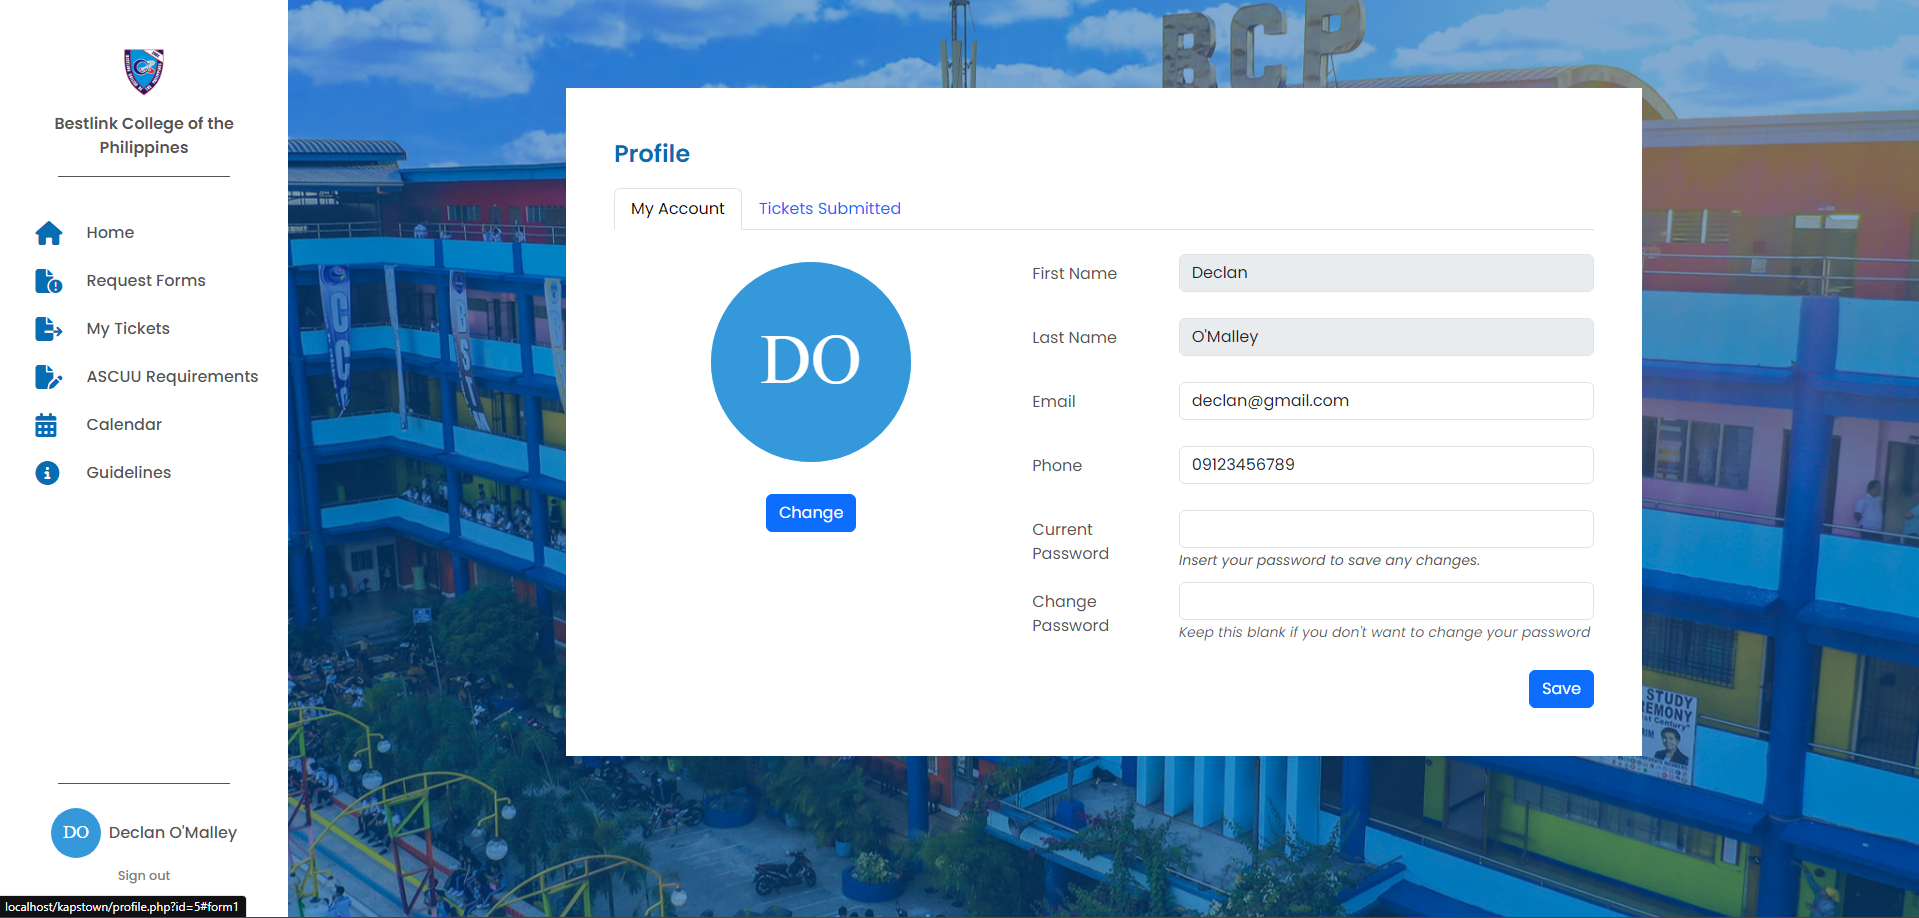 Bestlink College of the
Philippines
Home
Request Forms
My Tickets
ASCUU Requirements
Calendar
Guidelines
DO
Declan O'Malley
Sign out
localhost/kapstown/profile.php?id=5#form1
BCP
Profile
My Account
Tickets Submitted
DO
Change
First Name
Declan
Last Name
O'Malley
Email
declan@gmail.com
Phone
09123456789
Current
Password
Insert your password to save any changes.
Change
Password
Keep this blank if you don't want to change your password
Save
STUDY